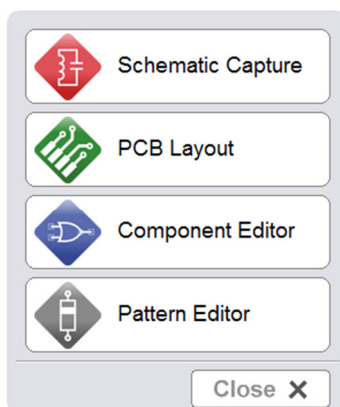 Schematic Capture
PCB Layout
Component Editor
Pattern Editor
Close